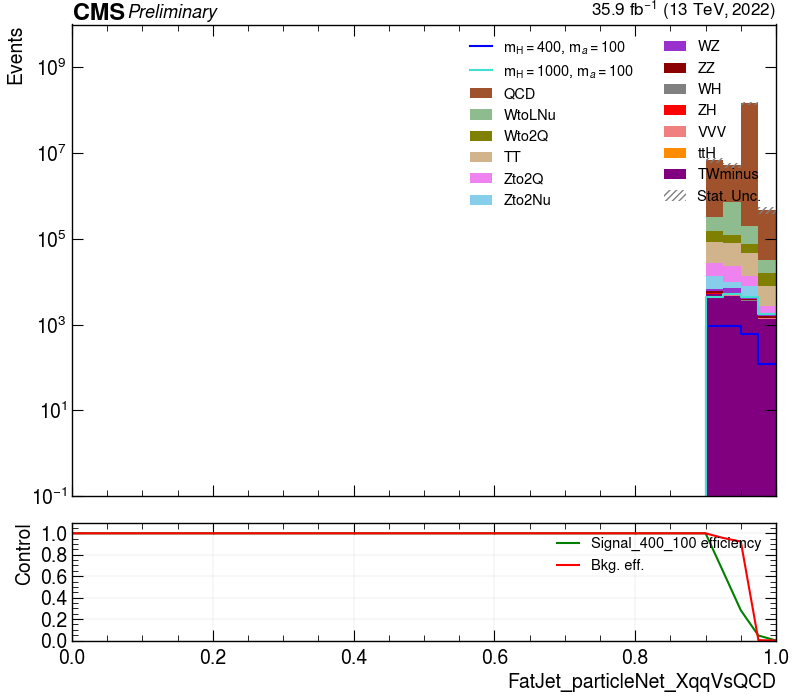 CMS Preliminary 35.9 fb⁻¹ (13 TeV, 2022)
Events
10⁹
10⁷
10⁵
10³
10¹
10⁻¹
m_H = 400, m_a = 100
m_H = 1000, m_a = 100
QCD
WtoLNu
Wto2Q
TT
Zto2Q
Zto2Nu
WZ
ZZ
WH
ZH
VVV
ttH
TWminus
Stat. Unc.
Control
1.0
0.8
0.6
0.4
0.2
0.0
Signal_400_100 efficiency
Bkg. eff.
0.0 0.2 0.4 0.6 0.8 1.0
FatJet_particleNet_XqqVsQCD